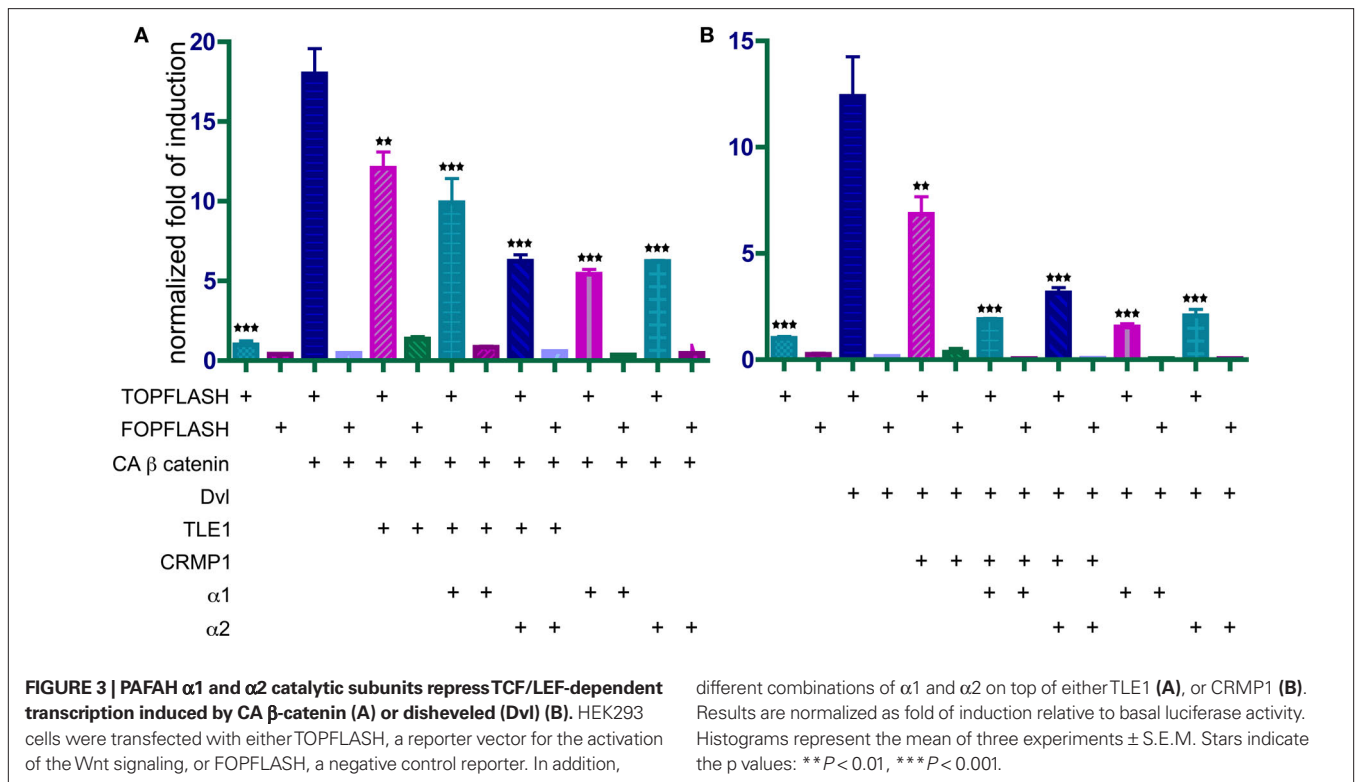 A
B
normalized fold of induction
20
15
10
5
0
★★★
★★
★★★
★★★
★★★
★★★
15
10
5
0
★★★
★★
★★★
★★★
★★★
★★★
TOPFLASH + + + + + + + + + + + + + +
FOPFLASH + + + + + + + + + + + + + +
CA β catenin + + + + + + + + + + + +
Dvl + + + + + + + + + + + +
TLE1 + + + + + +
CRMP1 + + + + + +
α1 + + + + + + + +
α2 + + + + + + + +
FIGURE 3 | PAFAH α1 and α2 catalytic subunits repress TCF/LEF-dependent
transcription induced by CA β-catenin (A) or disheveled (Dvl) (B). HEK293
cells were transfected with either TOPFLASH, a reporter vector for the activation
of the Wnt signaling, or FOPFLASH, a negative control reporter. In addition,
different combinations of α1 and α2 on top of either TLE1 (A), or CRMP1 (B).
Results are normalized as fold of induction relative to basal luciferase activity.
Histograms represent the mean of three experiments ± S.E.M. Stars indicate
the p values: **P < 0.01, ***P < 0.001.